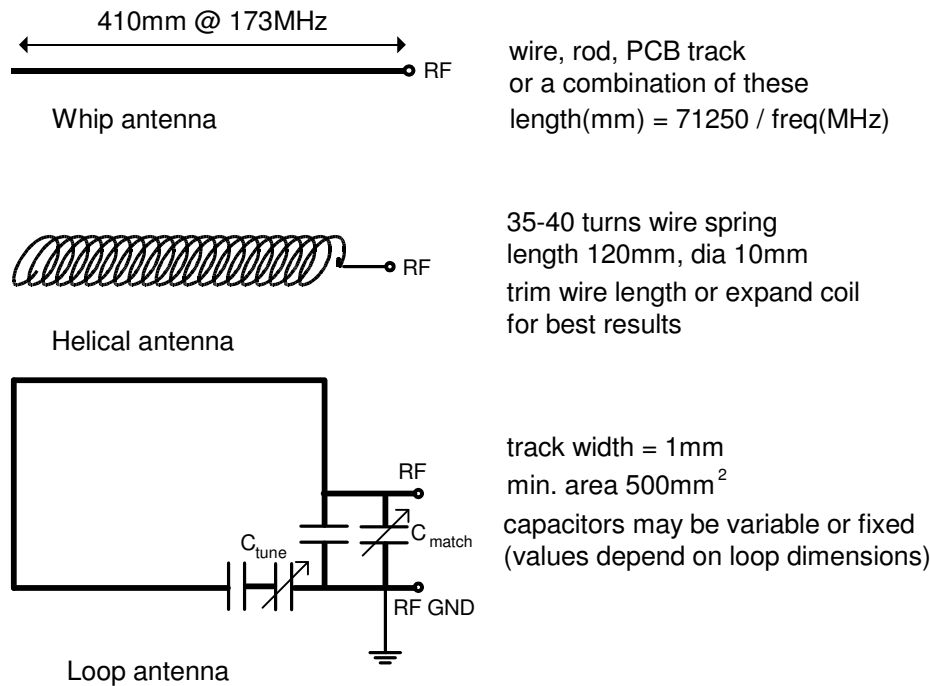 410mm @ 173MHz
RF
wire, rod, PCB track
or a combination of these
length(mm) = 71250 / freq(MHz)
Whip antenna
35-40 turns wire spring
length 120mm, dia 10mm
trim wire length or expand coil
for best results
RF
Helical antenna
track width = 1mm
min. area 500mm²
capacitors may be variable or fixed
(values depend on loop dimensions)
RF
C match
C tune
RF GND
Loop antenna